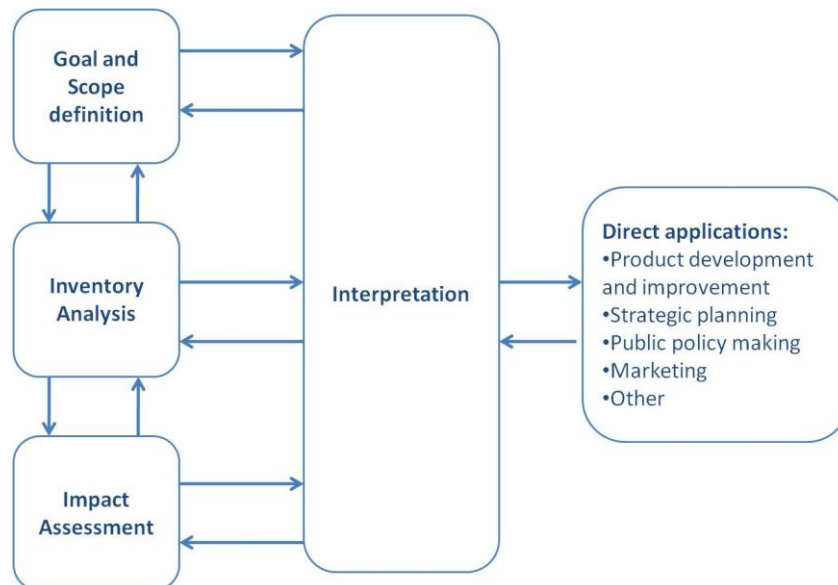 Goal and
Scope
definition
Inventory
Analysis
Impact
Assessment
Interpretation
Direct applications:
•Product development
and improvement
•Strategic planning
•Public policy making
•Marketing
•Other